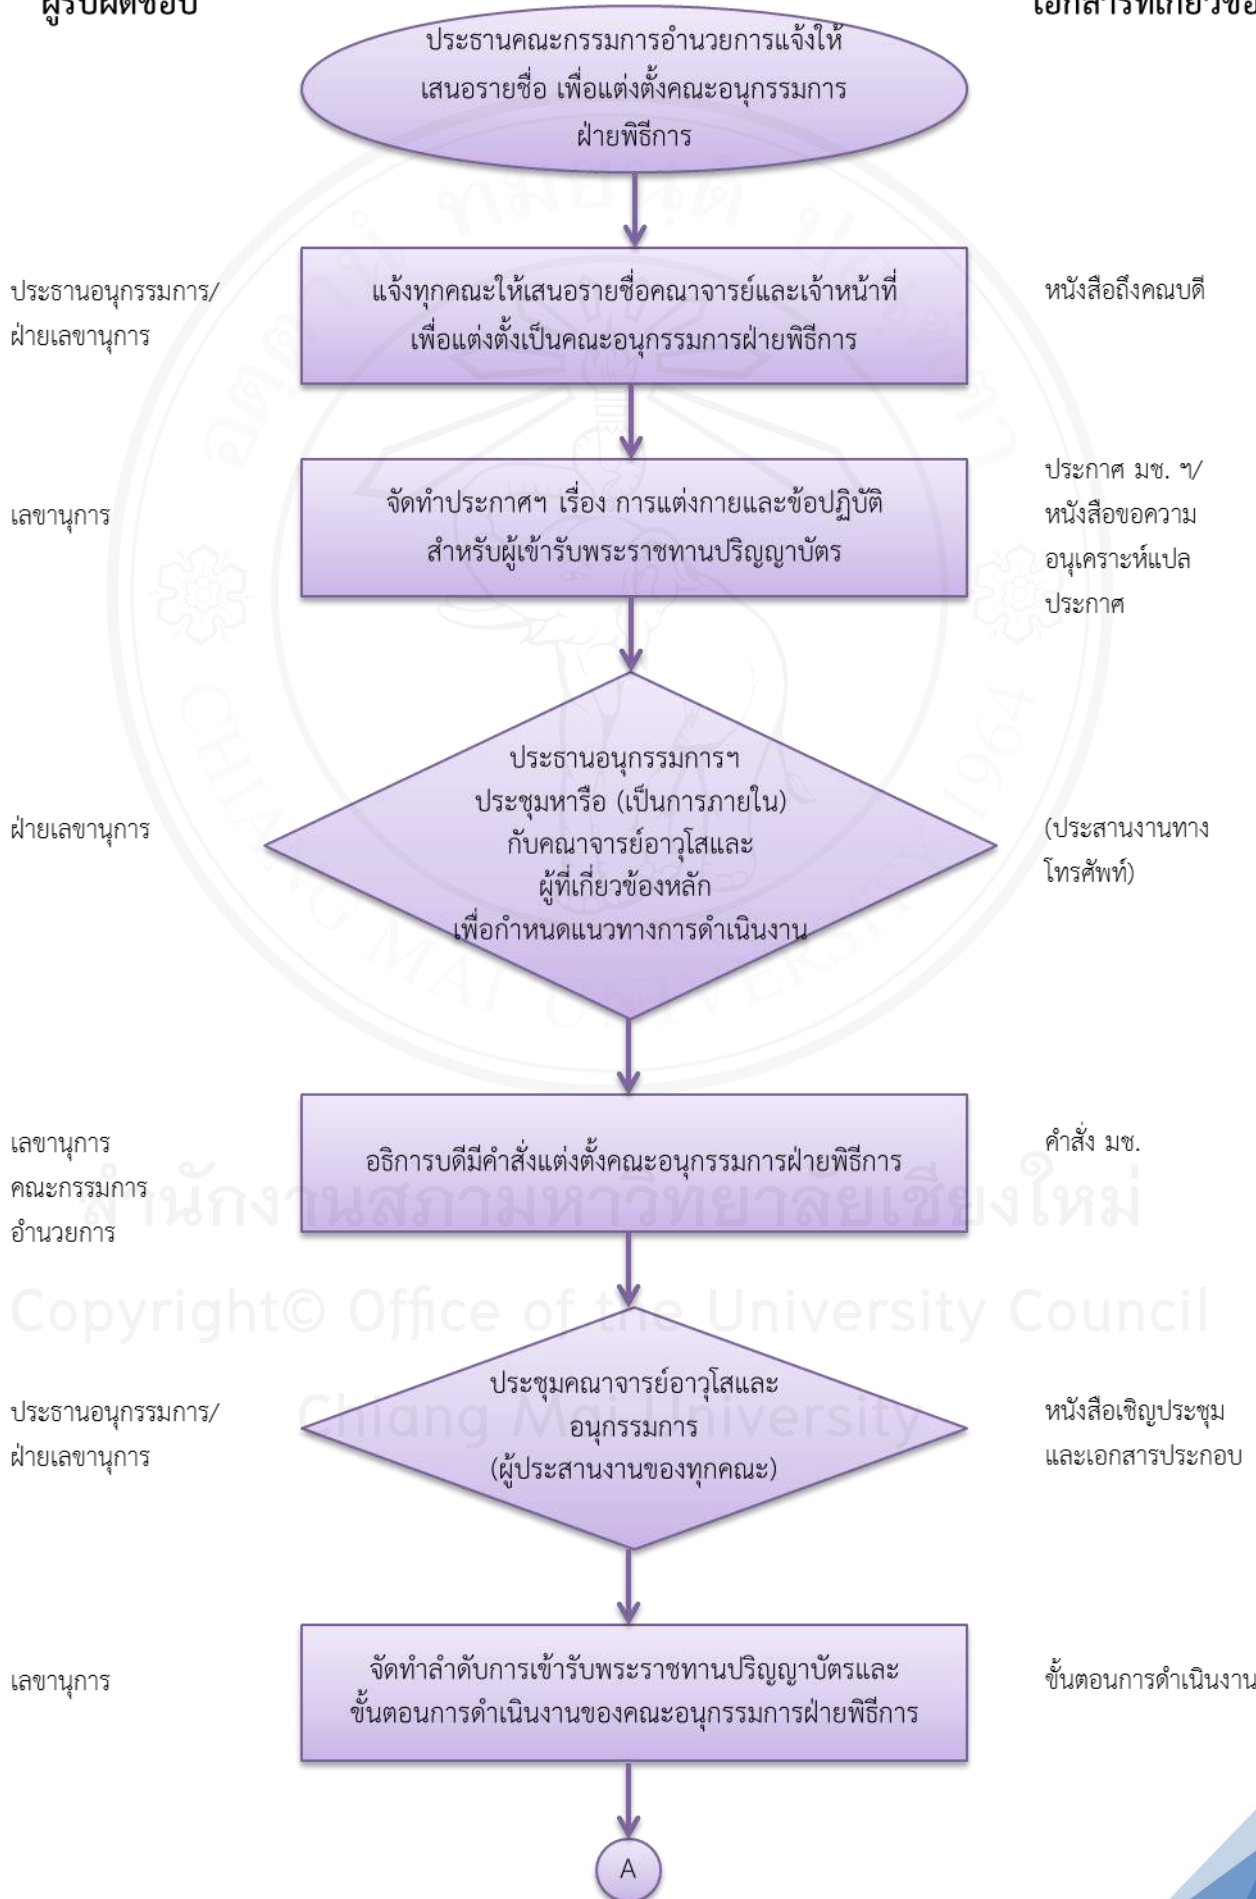 ผู้รับผิดชอบ
เอกสารที่เกี่ยวข้อ
ประธานคณะกรรมการอำนวยการแจ้งให้
เสนอรายชื่อ เพื่อแต่งตั้งคณะอนุกรรมการ
ฝ่ายพิธีการ
ประธานอนุกรรมการ/
ฝ่ายเลขานุการ
แจ้งทุกคณะให้เสนอรายชื่อคณาจารย์และเจ้าหน้าที่
เพื่อแต่งตั้งเป็นคณะอนุกรรมการฝ่ายพิธีการ
หนังสือถึงคณบดี
เลขานุการ
จัดทำประกาศฯ เรื่อง การแต่งกายและข้อปฏิบัติ
สำหรับผู้เข้ารับพระราชทานปริญญาบัตร
ประกาศ มช. ฯ/
หนังสือขอความ
อนุเคราะห์แปล
ประกาศ
ฝ่ายเลขานุการ
ประธานอนุกรรมการฯ
ประชุมหารือ (เป็นการภายใน)
กับคณาจารย์อาวุโสและ
ผู้ที่เกี่ยวข้องหลัก
เพื่อกำหนดแนวทางการดำเนินงาน
(ประสานงานทาง
โทรศัพท์)
เลขานุการ
คณะกรรมการ
อำนวยการ
อธิการบดีมีคำสั่งแต่งตั้งคณะอนุกรรมการฝ่ายพิธีการ
คำสั่ง มช.
ประธานอนุกรรมการ/
ฝ่ายเลขานุการ
ประชุมคณาจารย์อาวุโสและ
อนุกรรมการ
(ผู้ประสานงานของทุกคณะ)
หนังสือเชิญประชุม
และเอกสารประกอบ
เลขานุการ
จัดทำลำดับการเข้ารับพระราชทานปริญญาบัตรและ
ขั้นตอนการดำเนินงานของคณะอนุกรรมการฝ่ายพิธีการ
ขั้นตอนการดำเนินงาน
A
อตฺตานํ ทมยนฺติ ปณฺฑิตา
CHIANG MAI UNIVERSITY 1964
สำนักงานสภามหาวิทยาลัยเชียงใหม่
Copyright© Office of the University Council
Chiang Mai University